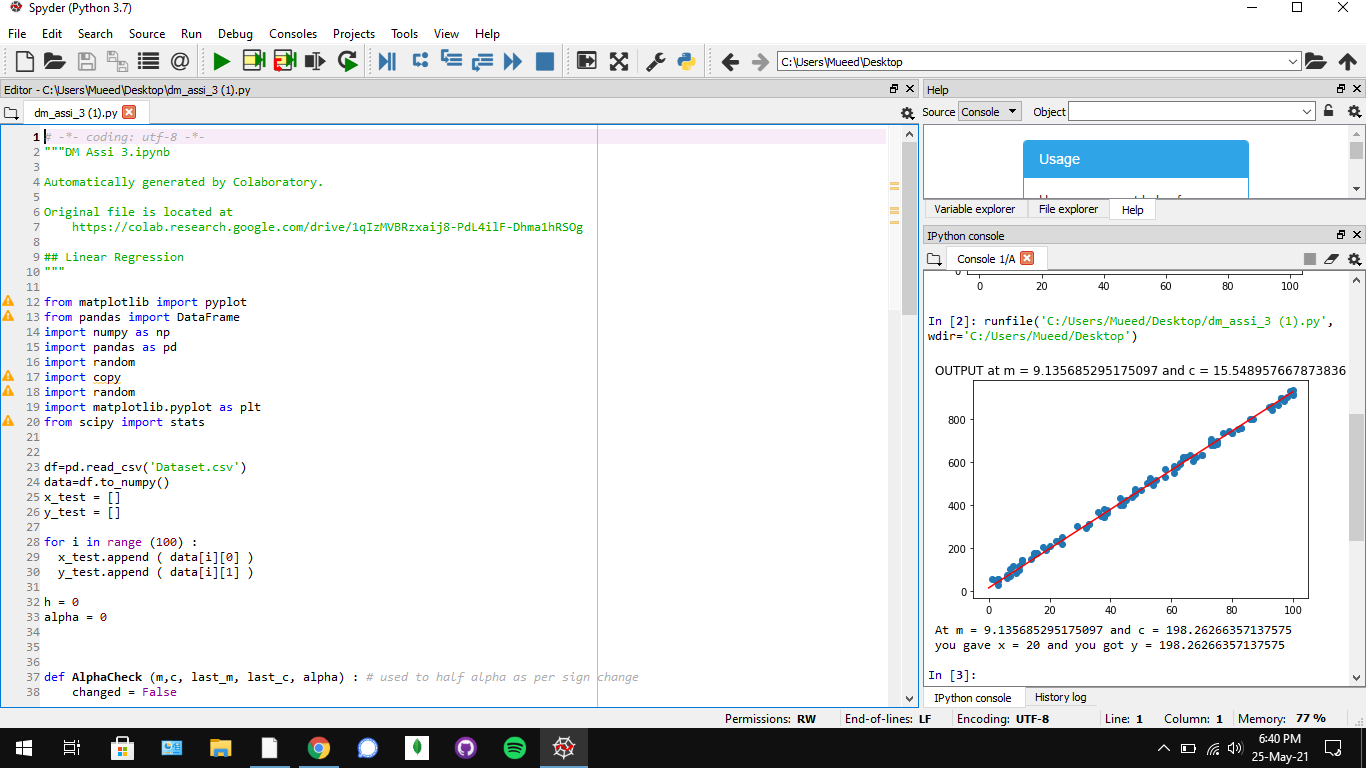 Spyder (Python 3.7)
File Edit Search Source Run Debug Consoles Projects Tools View Help
C:\Users\Mueed\Desktop
Editor - C:\Users\Mueed\Desktop\dm_assi_3 (1).py
dm_assi_3 (1).py
1 # -*- coding: utf-8 -*-
2 """DM Assi 3.ipynb
3
4 Automatically generated by Colaboratory.
5
6 Original file is located at
7     https://colab.research.google.com/drive/1qIzMVBRzxaij8-PdL4ilF-Dhma1hRSOg
8
9 ## Linear Regression
10 """
11
12 from matplotlib import pyplot
13 from pandas import DataFrame
14 import numpy as np
15 import pandas as pd
16 import random
17 import copy
18 import random
19 import matplotlib.pyplot as plt
20 from scipy import stats
21
22
23 df=pd.read_csv('Dataset.csv')
24 data=df.to_numpy()
25 x_test = []
26 y_test = []
27
28 for i in range (100) :
29   x_test.append ( data[i][0] )
30   y_test.append ( data[i][1] )
31
32 h = 0
33 alpha = 0
34
35
36
37 def AlphaCheck (m,c, last_m, last_c, alpha) : # used to half alpha as per sign change
38     changed = False
Help
Source Console Object
Usage
Variable explorer File explorer Help
IPython console
Console 1/A
0 20 40 60 80 100
In [2]: runfile('C:/Users/Mueed/Desktop/dm_assi_3 (1).py',
wdir='C:/Users/Mueed/Desktop')
OUTPUT at m = 9.135685295175097 and c = 15.548957667873836
800
600
400
200
0
0 20 40 60 80 100
At m = 9.135685295175097 and c = 198.26266357137575
you gave x = 20 and you got y = 198.26266357137575
In [3]:
IPython console History log
Permissions: RW End-of-lines: LF Encoding: UTF-8 Line: 1 Column: 1 Memory: 77 %
6:40 PM
25-May-21